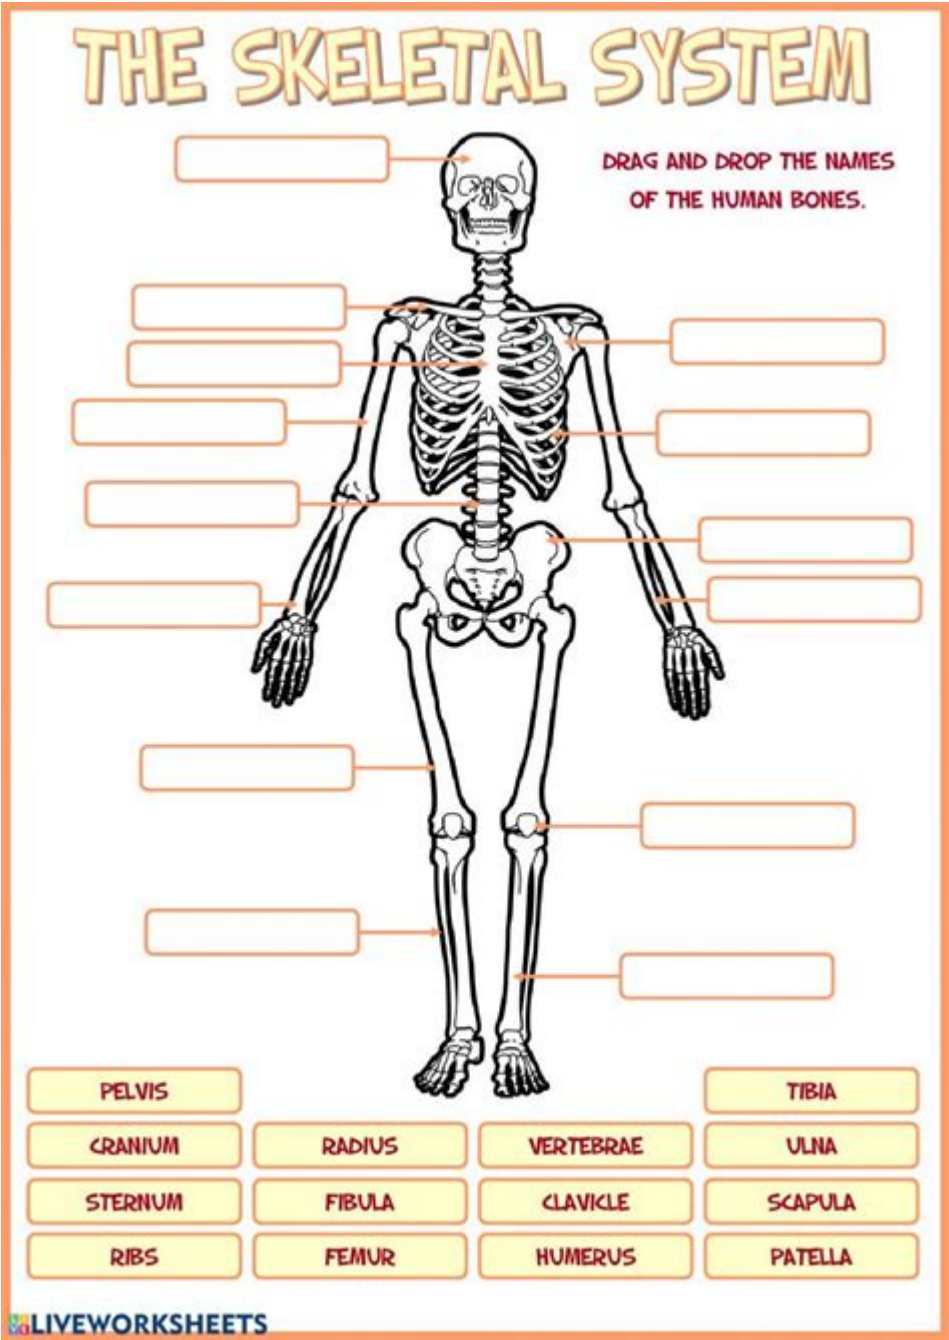 THE SKELETAL SYSTEM
DRAG AND DROP THE NAMES
OF THE HUMAN BONES.
PELVIS TIBIA
CRANIUM RADIUS VERTEBRAE ULNA
STERNUM FIBULA CLAVICLE SCAPULA
RIBS FEMUR HUMERUS PATELLA
LIVEWORKSHEETS